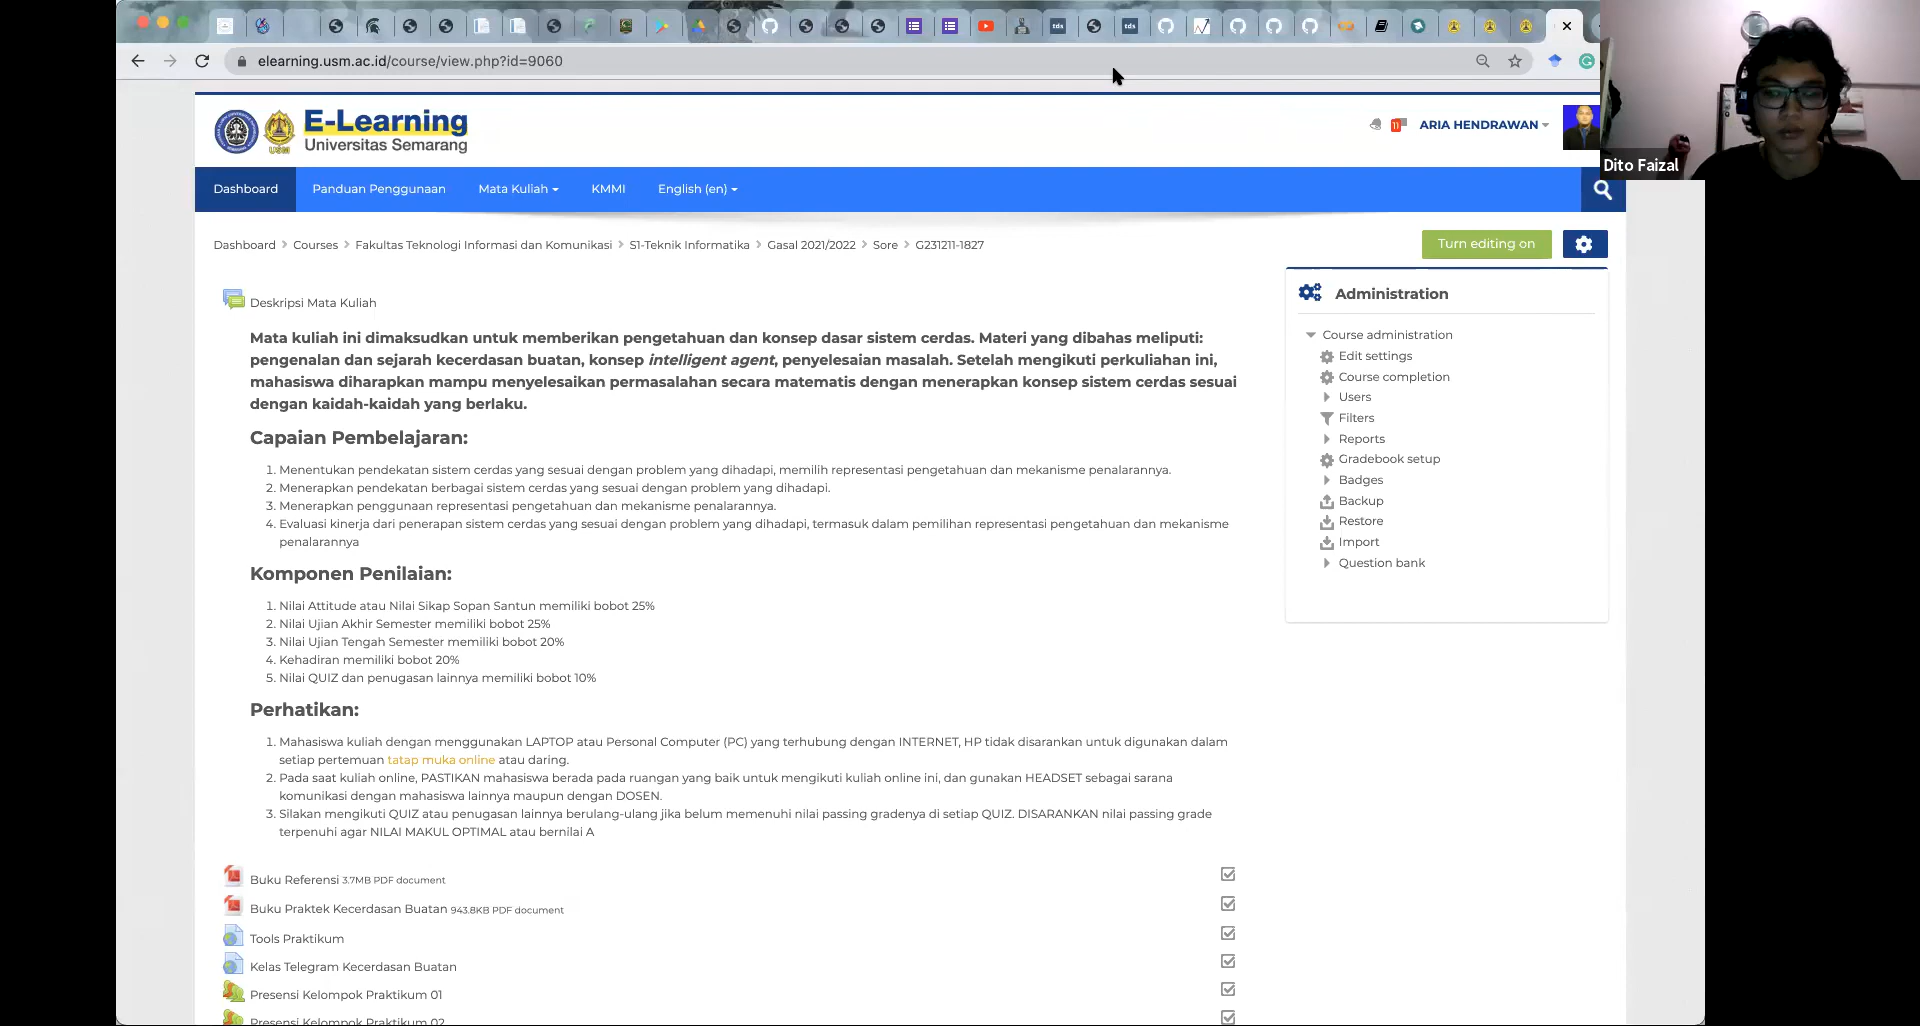 tds
tds
elearning.usm.ac.id/course/view.php?id=9060
E-Learning
Universitas Semarang
USM
11
ARIA HENDRAWAN
Dito Faizal
Dashboard
Panduan Penggunaan
Mata Kuliah
KMMI
English (en)
Dashboard
Courses
Fakultas Teknologi Informasi dan Komunikasi
S1-Teknik Informatika
Gasal 2021/2022
Sore
G231211-1827
Turn editing on
Deskripsi Mata Kuliah
Mata kuliah ini dimaksudkan untuk memberikan pengetahuan dan konsep dasar sistem cerdas. Materi yang dibahas meliputi:
pengenalan dan sejarah kecerdasan buatan, konsep intelligent agent, penyelesaian masalah. Setelah mengikuti perkuliahan ini,
mahasiswa diharapkan mampu menyelesaikan permasalahan secara matematis dengan menerapkan konsep sistem cerdas sesuai
dengan kaidah-kaidah yang berlaku.
Capaian Pembelajaran:
1. Menentukan pendekatan sistem cerdas yang sesuai dengan problem yang dihadapi, memilih representasi pengetahuan dan mekanisme penalarannya.
2. Menerapkan pendekatan berbagai sistem cerdas yang sesuai dengan problem yang dihadapi.
3. Menerapkan penggunaan representasi pengetahuan dan mekanisme penalarannya.
4. Evaluasi kinerja dari penerapan sistem cerdas yang sesuai dengan problem yang dihadapi, termasuk dalam pemilihan representasi pengetahuan dan mekanisme
penalarannya
Komponen Penilaian:
1. Nilai Attitude atau Nilai Sikap Sopan Santun memiliki bobot 25%
2. Nilai Ujian Akhir Semester memiliki bobot 25%
3. Nilai Ujian Tengah Semester memiliki bobot 20%
4. Kehadiran memiliki bobot 20%
5. Nilai QUIZ dan penugasan lainnya memiliki bobot 10%
Perhatikan:
1. Mahasiswa kuliah dengan menggunakan LAPTOP atau Personal Computer (PC) yang terhubung dengan INTERNET, HP tidak disarankan untuk digunakan dalam
setiap pertemuan tatap muka online atau daring.
2. Pada saat kuliah online, PASTIKAN mahasiswa berada pada ruangan yang baik untuk mengikuti kuliah online ini, dan gunakan HEADSET sebagai sarana
komunikasi dengan mahasiswa lainnya maupun dengan DOSEN.
3. Silakan mengikuti QUIZ atau penugasan lainnya berulang-ulang jika belum memenuhi nilai passing gradenya di setiap QUIZ. DISARANKAN nilai passing grade
terpenuhi agar NILAI MAKUL OPTIMAL atau bernilai A
Buku Referensi 3.7MB PDF document
Buku Praktek Kecerdasan Buatan 943.8KB PDF document
Tools Praktikum
Kelas Telegram Kecerdasan Buatan
Presensi Kelompok Praktikum 01
Presensi Kelompok Praktikum 02
Administration
Course administration
Edit settings
Course completion
Users
Filters
Reports
Gradebook setup
Badges
Backup
Restore
Import
Question bank